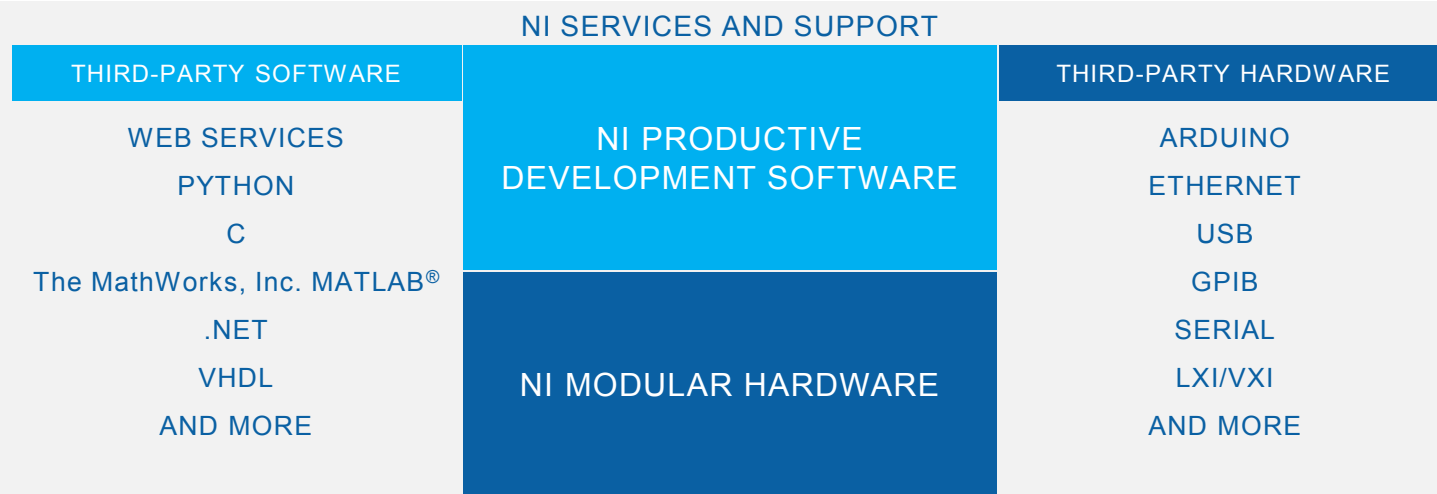 NI SERVICES AND SUPPORT
THIRD-PARTY SOFTWARE
WEB SERVICES
PYTHON
C
The MathWorks, Inc. MATLAB®
.NET
VHDL
AND MORE
NI PRODUCTIVE
DEVELOPMENT SOFTWARE
NI MODULAR HARDWARE
THIRD-PARTY HARDWARE
ARDUINO
ETHERNET
USB
GPIB
SERIAL
LXI/VXI
AND MORE